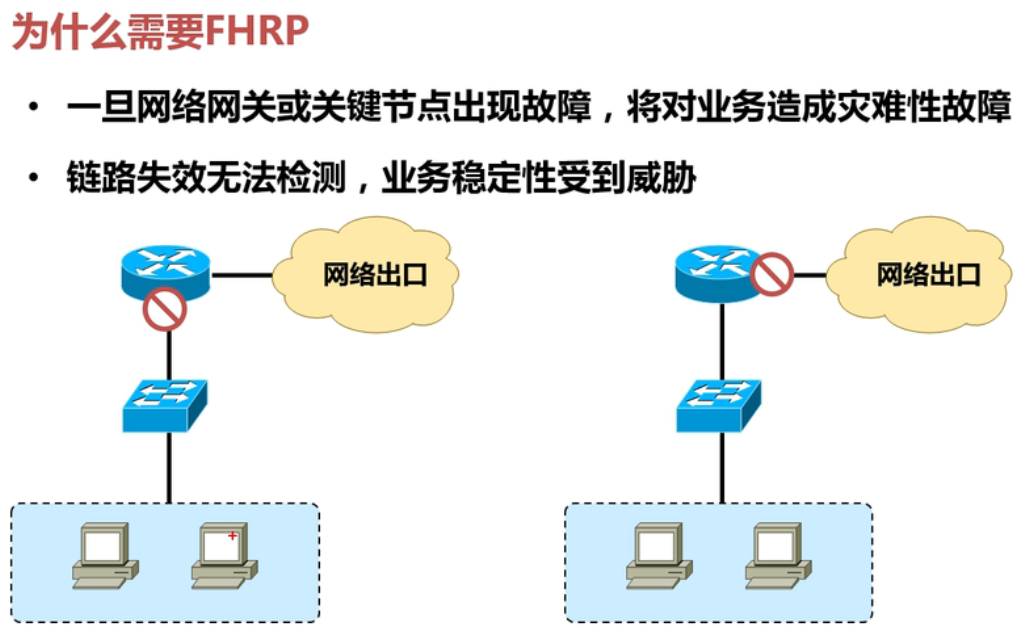 为什么需要FHRP
• 一旦网络网关或关键节点出现故障，将对业务造成灾难性故障
• 链路失效无法检测，业务稳定性受到威胁
网络出口
网络出口